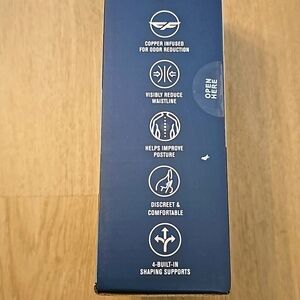 COPPER INFUSED
FOR ODOR REDUCTION
OPEN
HERE
VISIBLY REDUCE
WAISTLINE
HELPS IMPROVE
POSTURE
DISCREET &
COMFORTABLE
4-BUILT-IN
SHAPING SUPPORTS